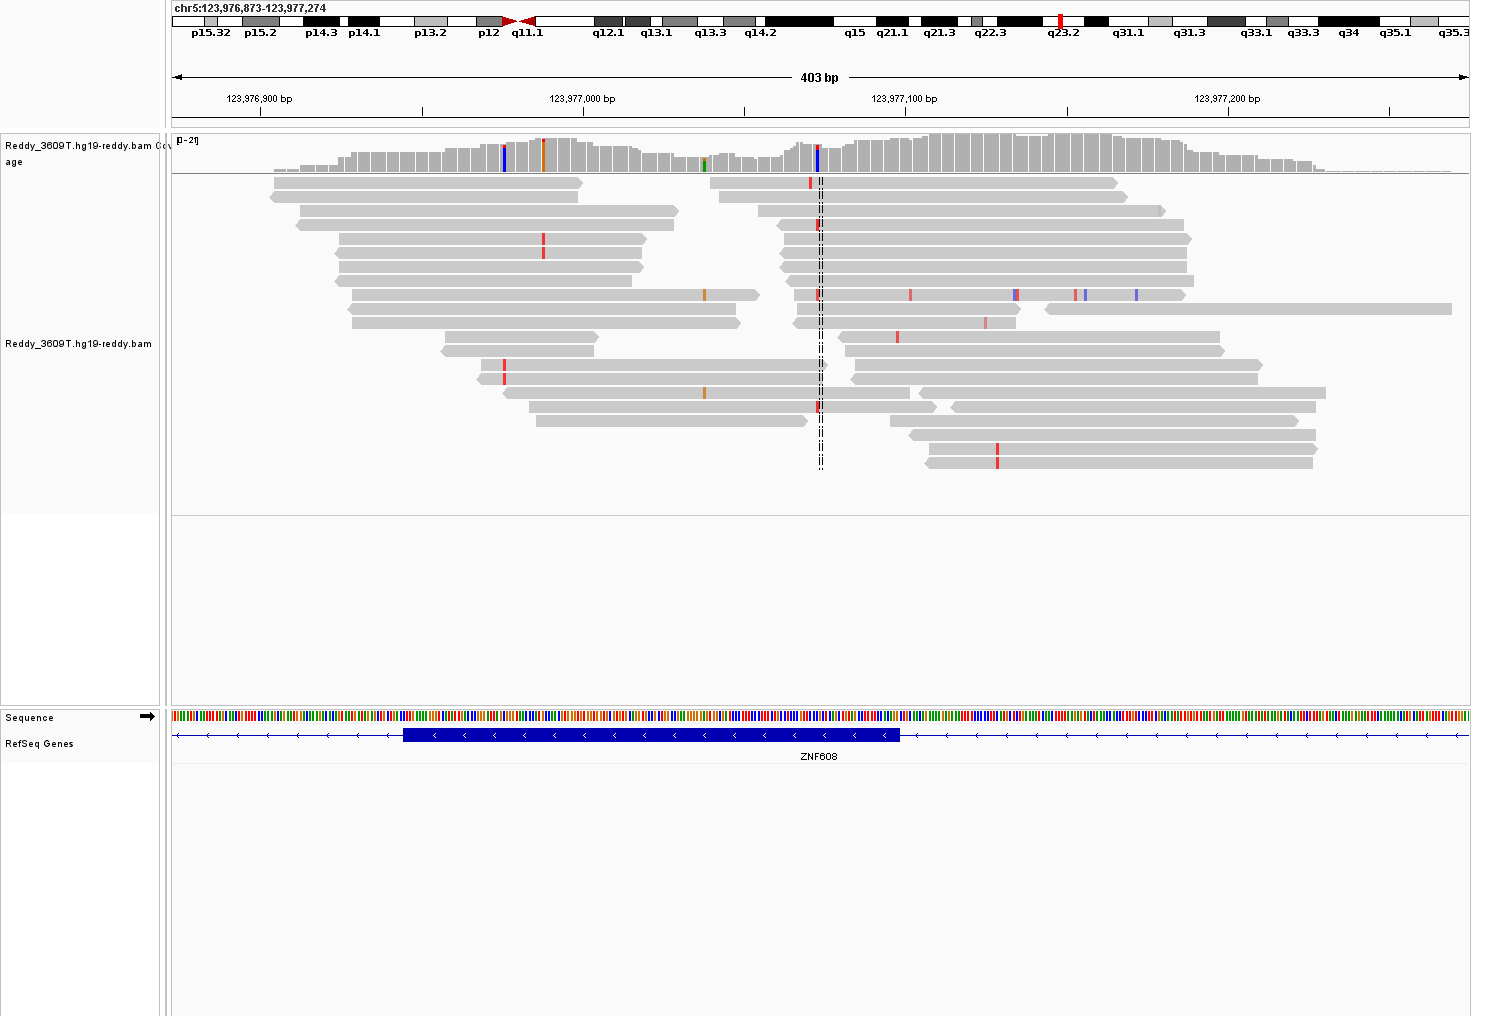 chr5:123,976,873-123,977,274
p15.32 p15.2 p14.3 p14.1 p13.2 p12 q11.1 q12.1 q13.1 q13.3 q14.2 q15 q21.1 q21.3 q22.3 q23.2 q31.1 q31.3 q33.1 q33.3 q34 q35.1 q35.3
403 bp
123,976,900 bp 123,977,000 bp 123,977,100 bp 123,977,200 bp
Reddy_3609T.hg19-reddy.bam Cov
age
[0-21]
Reddy_3609T.hg19-reddy.bam
Sequence
RefSeq Genes
ZNF608